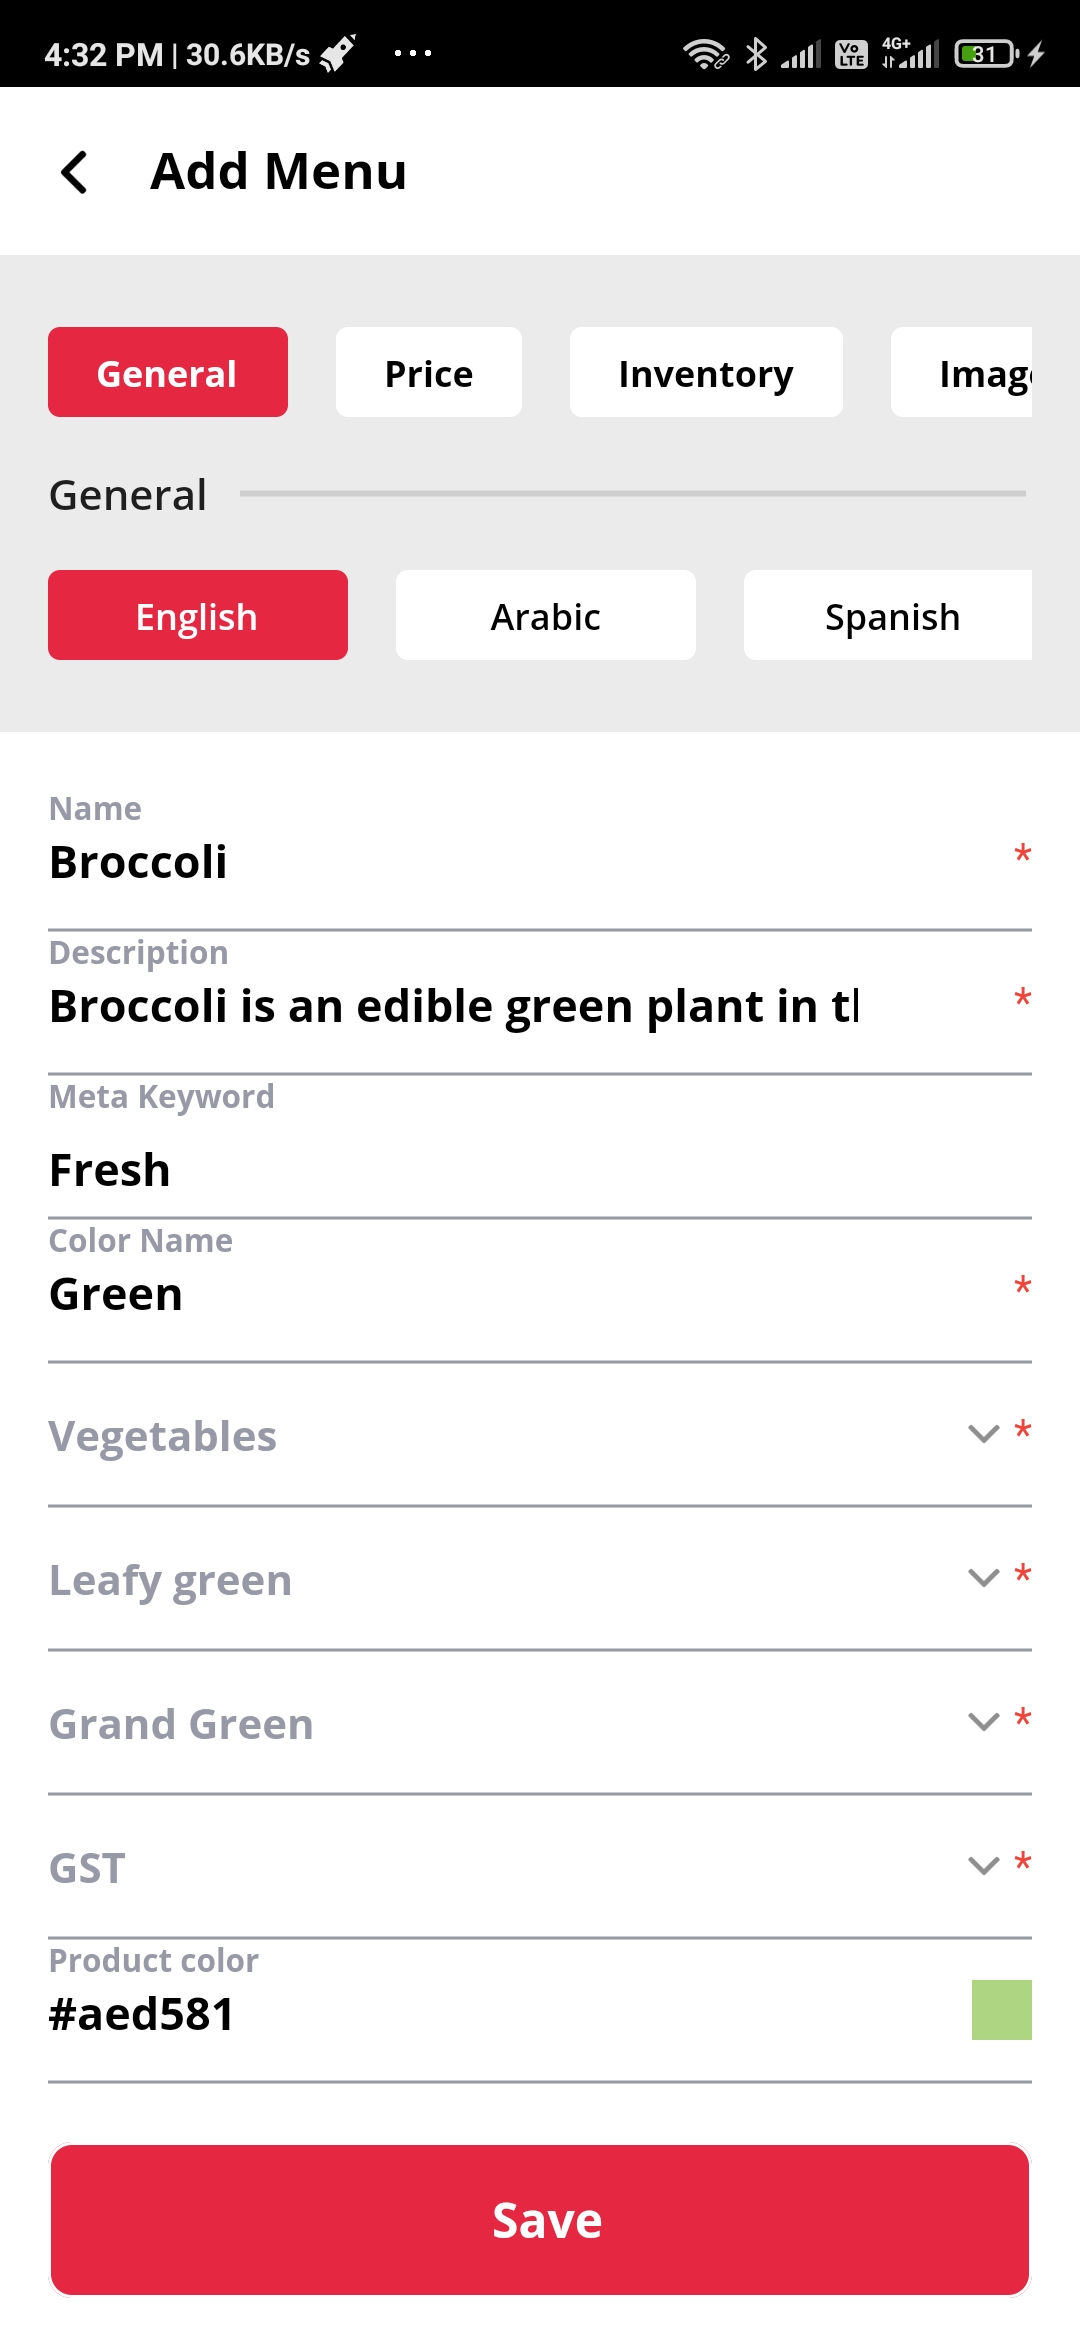 4:32 PM | 30.6KB/s ...
Vo LTE 4G+ 31
Add Menu
General Price Inventory Imag
General
English Arabic Spanish
Name
Broccoli *
Description
Broccoli is an edible green plant in *
Meta Keyword
Fresh
Color Name
Green *
Vegetables *
Leafy green *
Grand Green *
GST *
Product color
#aed581
Save